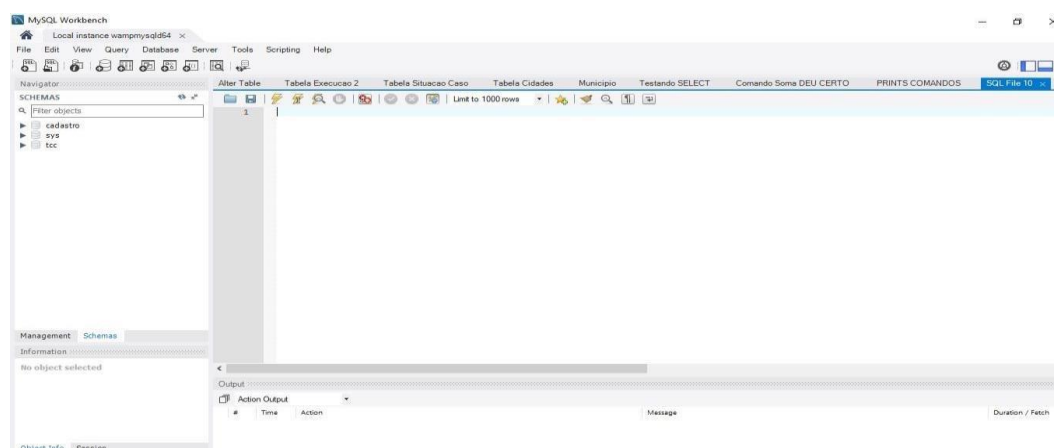 MySQL Workbench
Local instance wampmysqld64 ×
File Edit View Query Database Server Tools Scripting Help
Navigator
SCHEMAS
Filter objects
cadastro
sys
tcc
Management Schemas
Information
No object selected
Object Info Session
Alter Table Tabela Execucao 2 Tabela Situacao Caso Tabela Cidades Municipio Testando SELECT Comando Soma DEU CERTO PRINTS COMANDOS SQL File 10 ×
Limit to 1000 rows
1
Output
Action Output
# Time Action Message Duration / Fetch